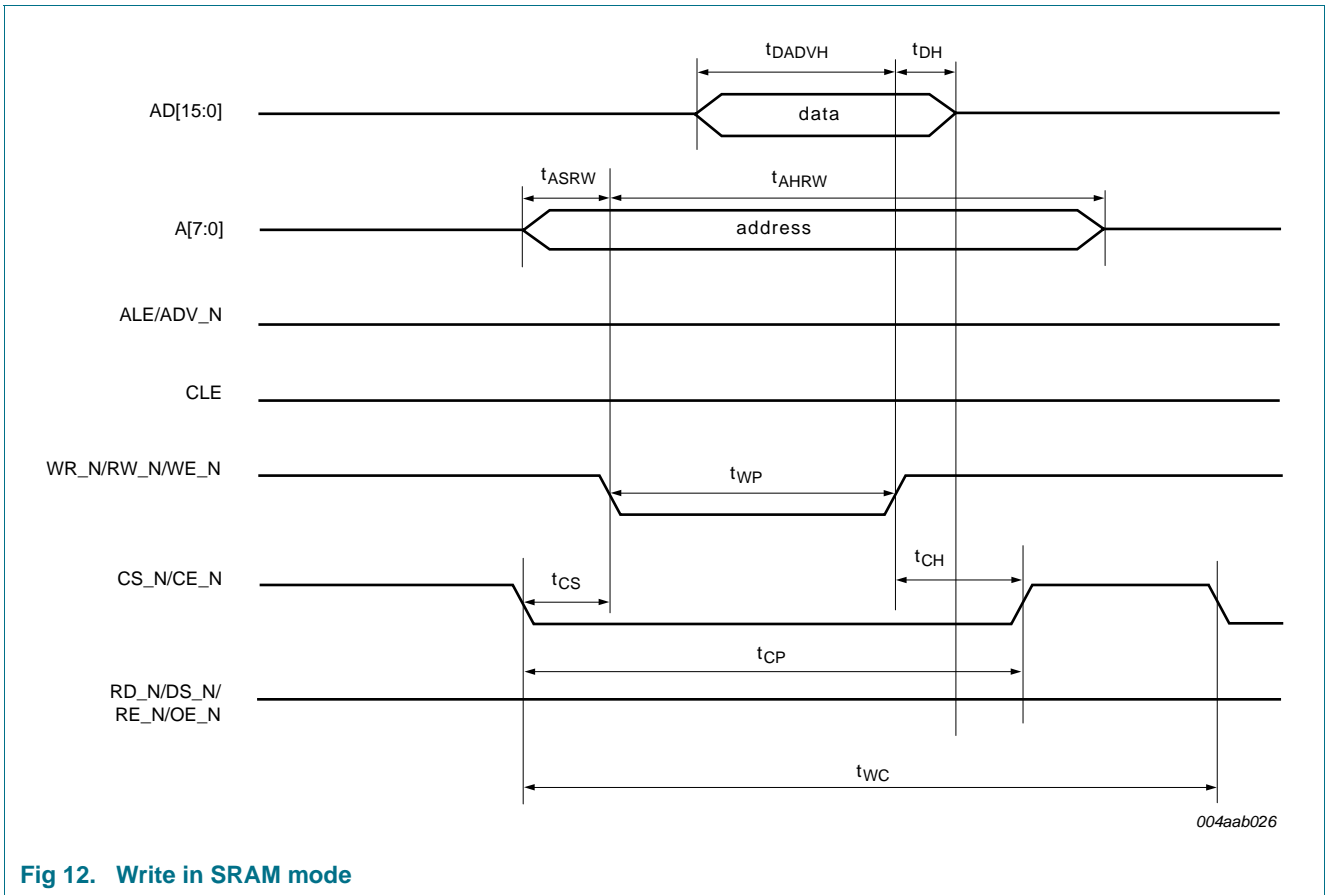 tDADVH tDH
AD[15:0] data
tASRW tAHRW
A[7:0] address
ALE/ADV_N
CLE
WR_N/RW_N/WE_N tWP
tCH
CS_N/CE_N tCS
tCP
RD_N/DS_N/
RE_N/OE_N
tWC
004aab026
Fig 12. Write in SRAM mode